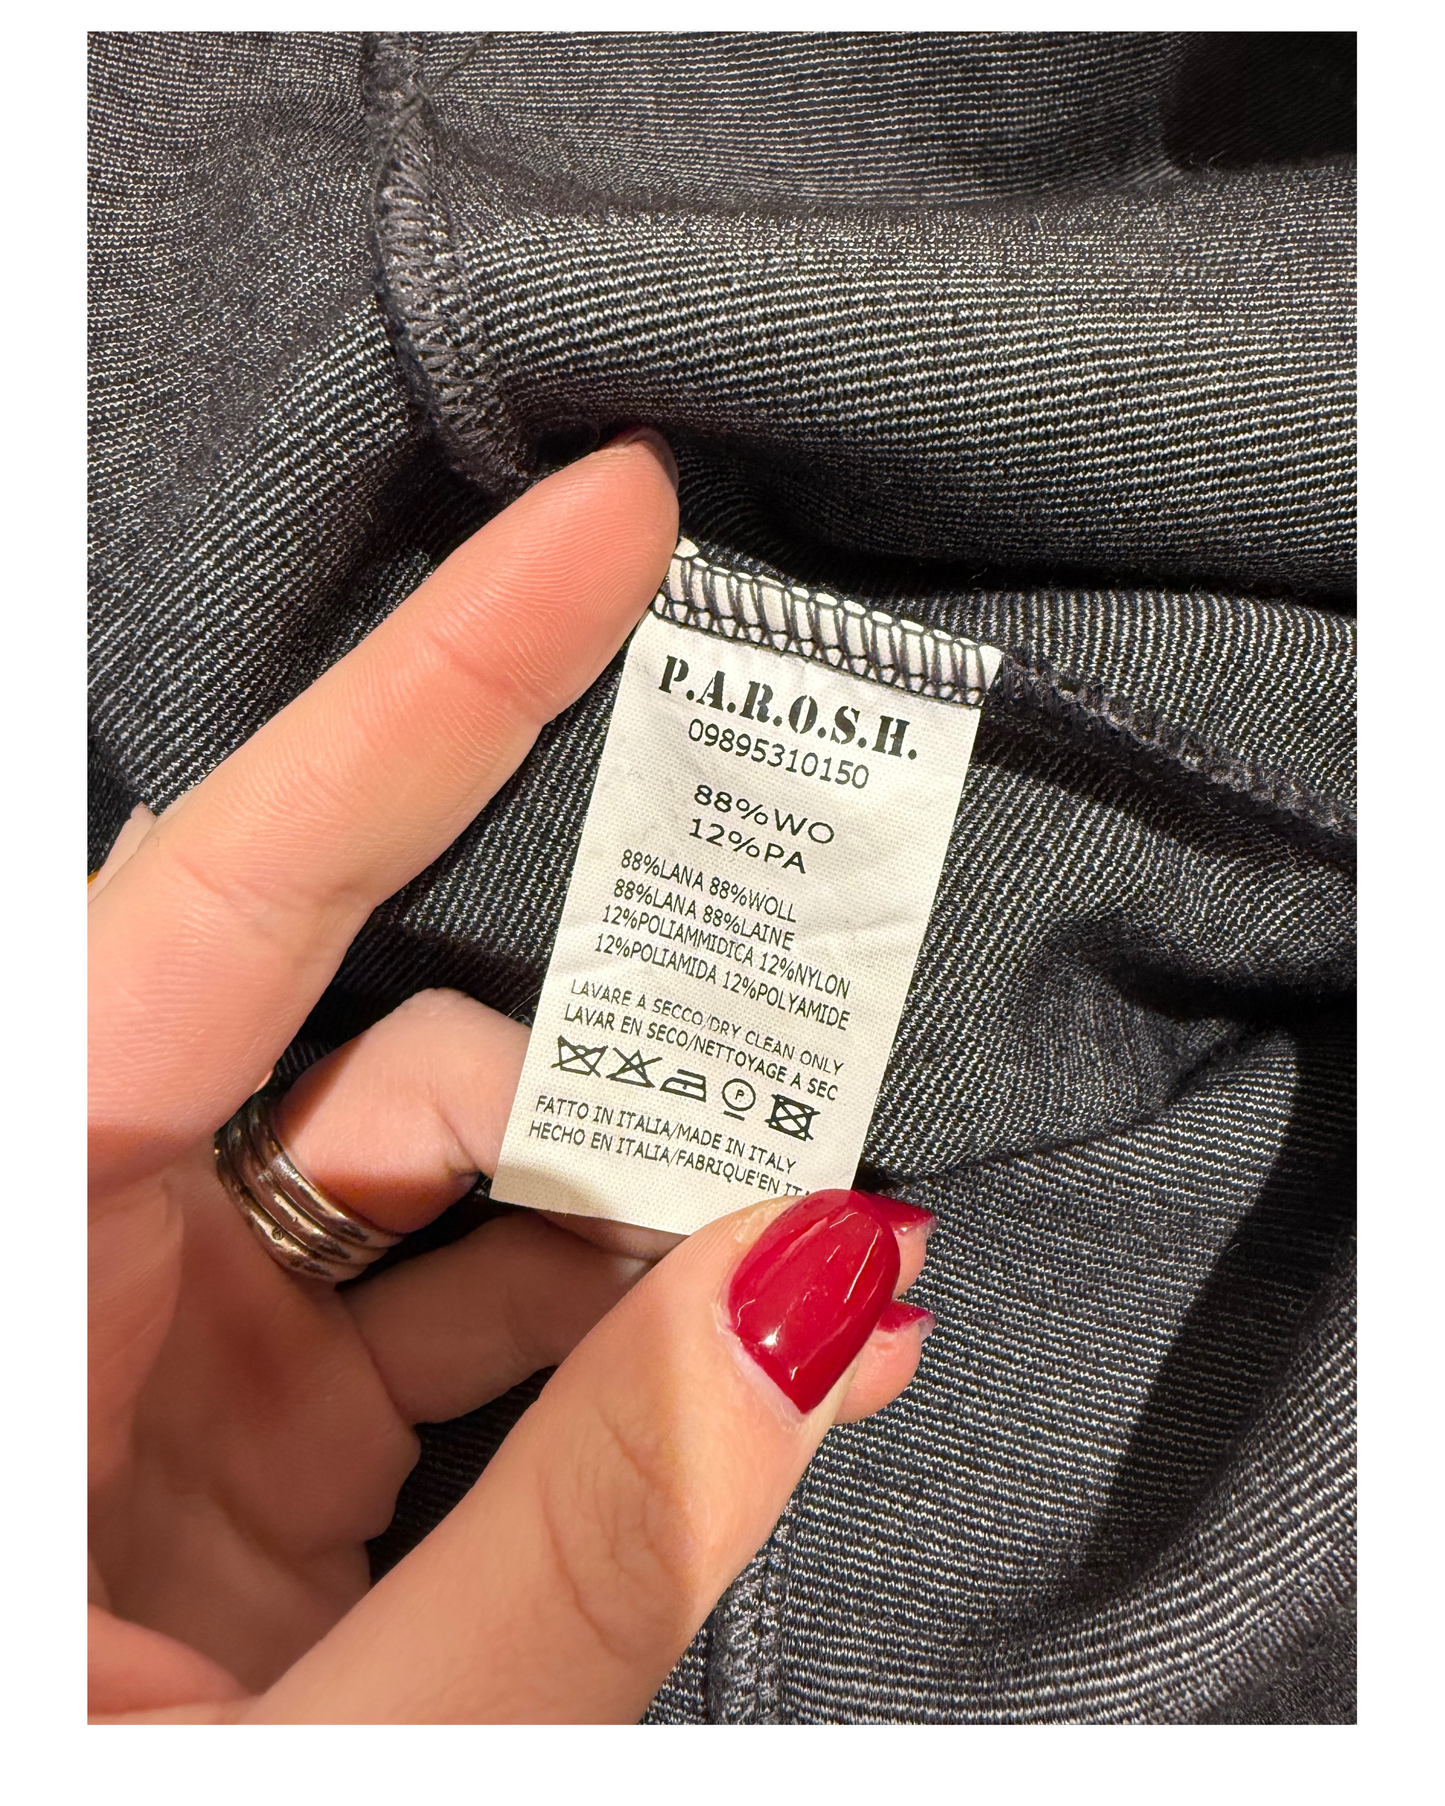 P.A.R.O.S.H.
09895310150
88%WO
12%PA
88%LANA 88%WOLL
88%LANA 88%LAINE
12%POLIAMMIDICA 12%NYLON
12%POLIAMIDA 12%POLYAMIDE
LAVARE A SECCO/DRY CLEAN ONLY
LAVAR EN SECO/NETTOYAGE A SEC
P
FATTO IN ITALIA/MADE IN ITALY
HECHO EN ITALIA/FABRIQUE'EN